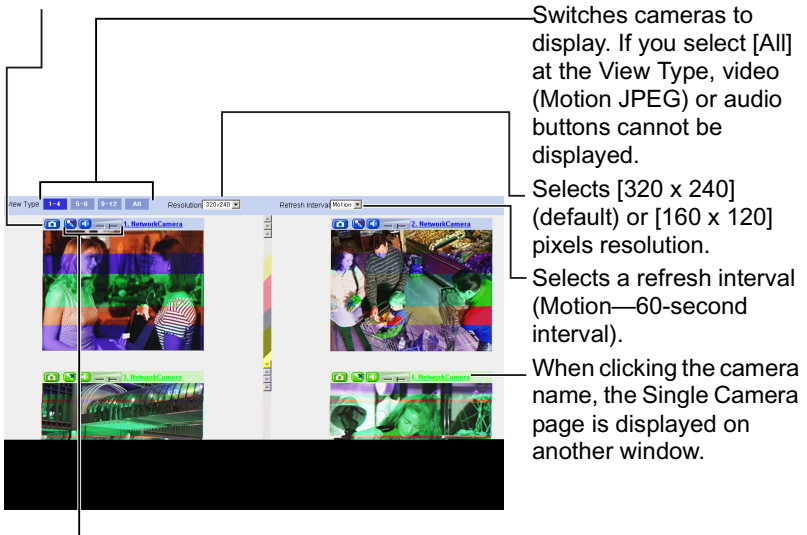 Switches cameras to
display. If you select [All]
at the View Type, video
(Motion JPEG) or audio
buttons cannot be
displayed.
View Type 1-4 5-8 9-12 All Resolution 320x240 Refresh Interval Motion
Selects [320 x 240]
(default) or [160 x 120]
pixels resolution.
1. NetworkCamera
2. NetworkCamera
Selects a refresh interval
(Motion—60-second
interval).
3. NetworkCamera
4. NetworkCamera
When clicking the camera
name, the Single Camera
page is displayed on
another window.